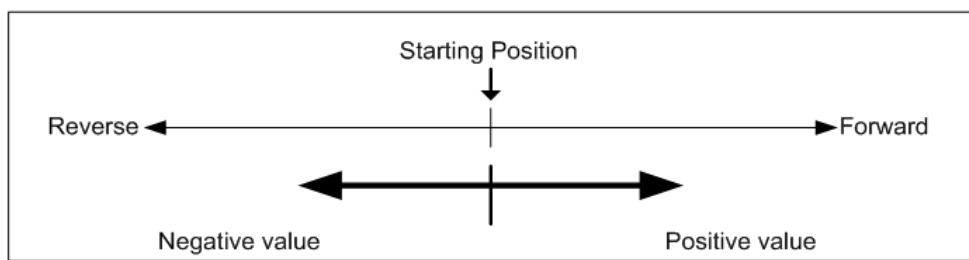 Starting Position
Reverse Forward
Negative value Positive value